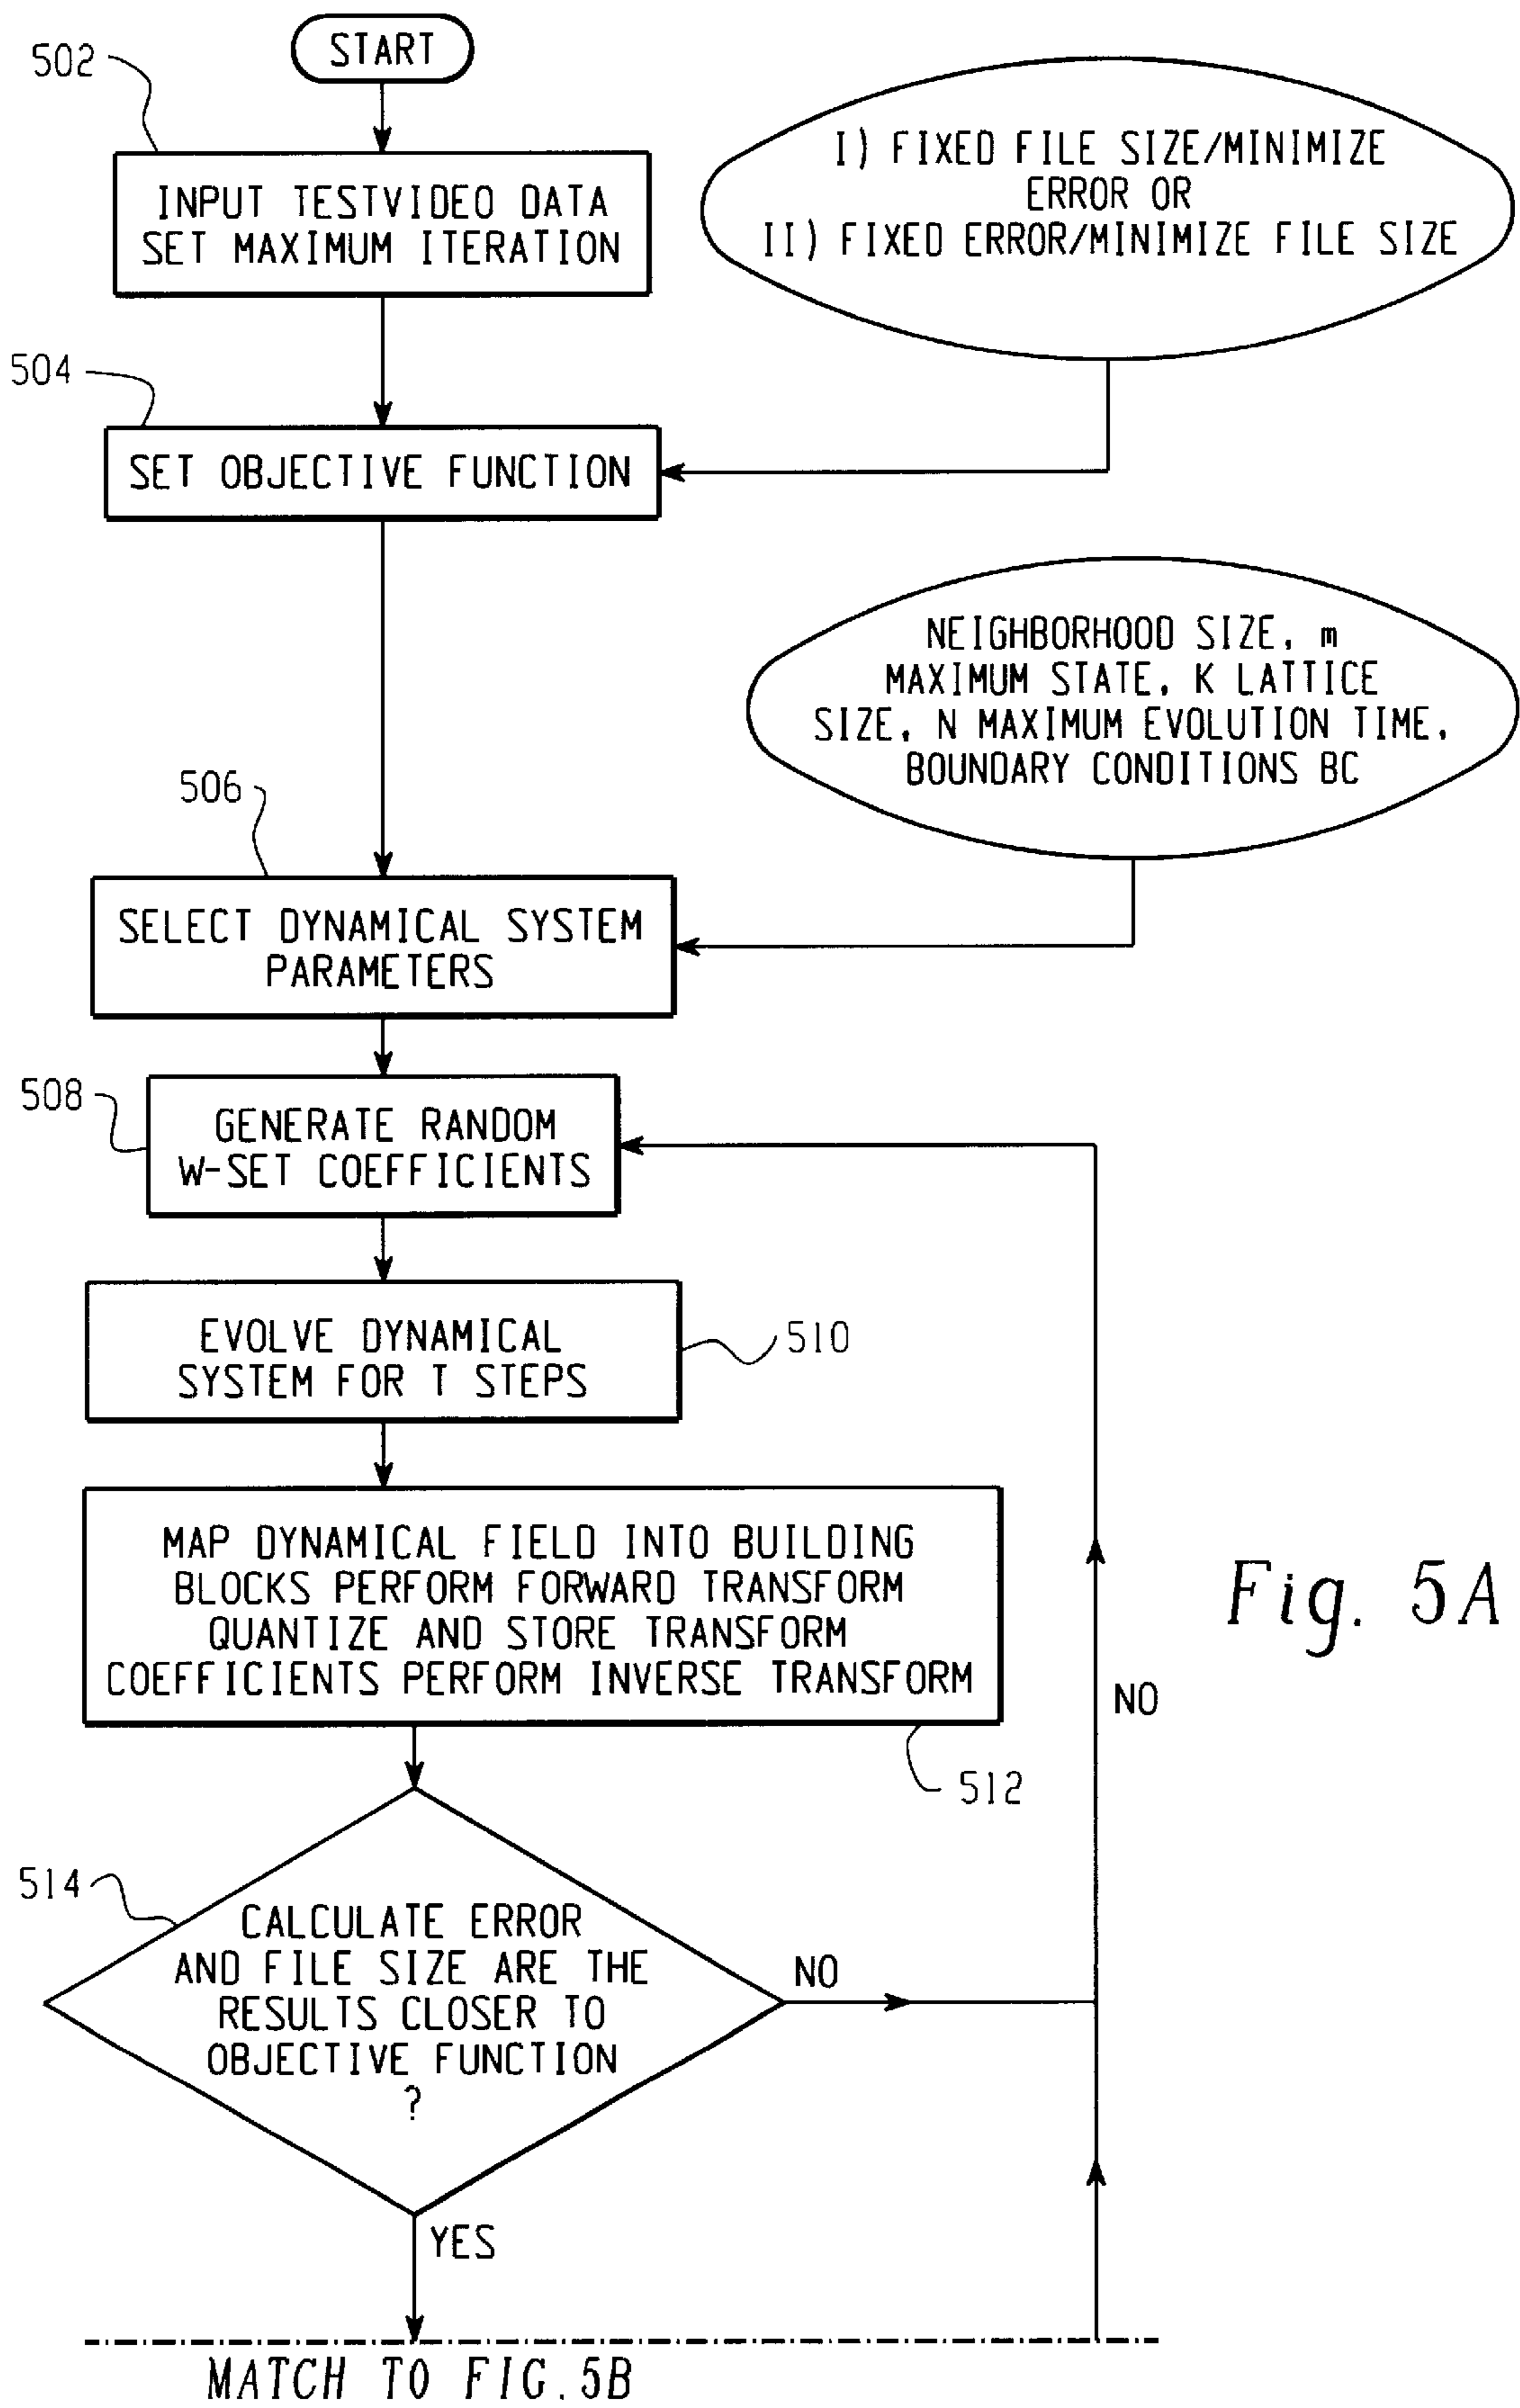 START
502
INPUT TESTVIDEO DATA
SET MAXIMUM ITERATION
I) FIXED FILE SIZE/MINIMIZE
ERROR OR
II) FIXED ERROR/MINIMIZE FILE SIZE
504
SET OBJECTIVE FUNCTION
NEIGHBORHOOD SIZE, m
MAXIMUM STATE, K LATTICE
SIZE, N MAXIMUM EVOLUTION TIME,
BOUNDARY CONDITIONS BC
506
SELECT DYNAMICAL SYSTEM
PARAMETERS
508
GENERATE RANDOM
W-SET COEFFICIENTS
EVOLVE DYNAMICAL
SYSTEM FOR T STEPS
510
MAP DYNAMICAL FIELD INTO BUILDING
BLOCKS PERFORM FORWARD TRANSFORM
QUANTIZE AND STORE TRANSFORM
COEFFICIENTS PERFORM INVERSE TRANSFORM
512
Fig. 5A
NO
514
CALCULATE ERROR
AND FILE SIZE ARE THE
RESULTS CLOSER TO
OBJECTIVE FUNCTION
?
NO
YES
MATCH TO FIG.5B